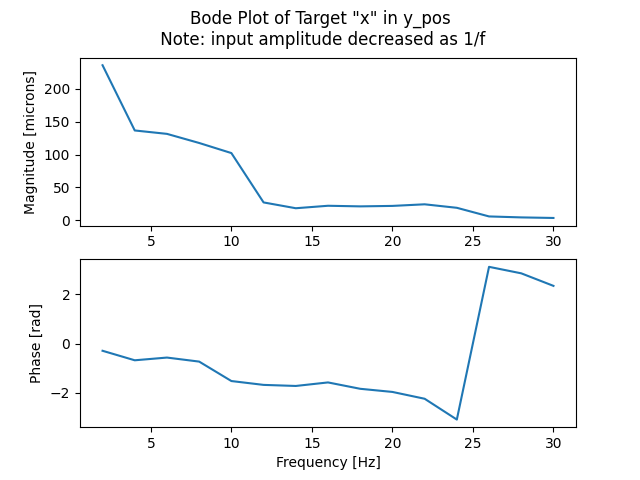 Bode Plot of Target "x" in y_pos
Note: input amplitude decreased as 1/f
Magnitude [microns]
200
150
100
50
0
5 10 15 20 25 30
Phase [rad]
2
0
−2
5 10 15 20 25 30
Frequency [Hz]